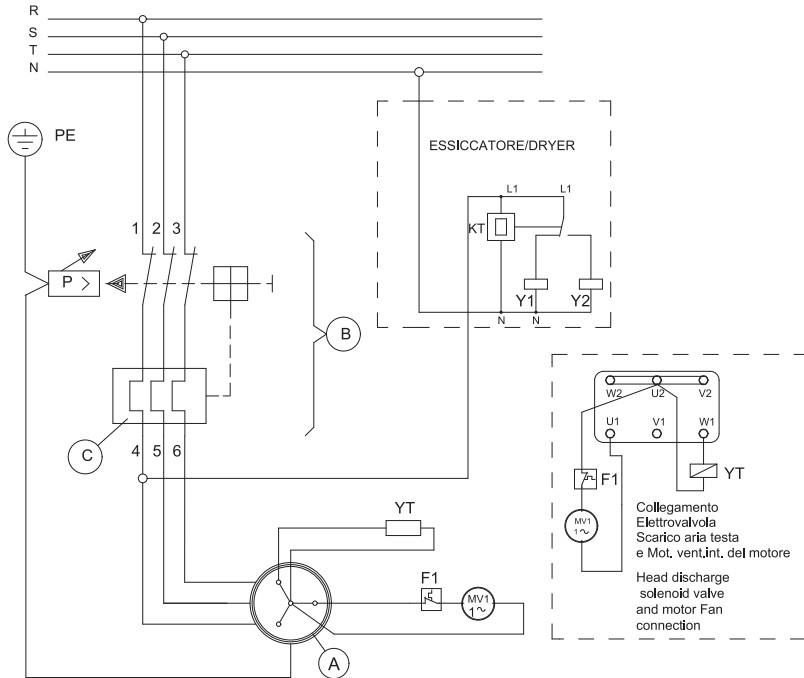 R
S
T
N
PE
ESSICCATORE/DRYER
L1 L1
KT
Y1 Y2
N N
1 2 3
P >
B
C
4 5 6
YT
F1
MV1
1~
A
W2 U2 V2
U1 V1 W1
F1
YT
MV1
1~
Collegamento
Elettrovalvola
Scarico aria testa
e Mot. vent.int. del motore
Head discharge
solenoid valve
and motor Fan
connection